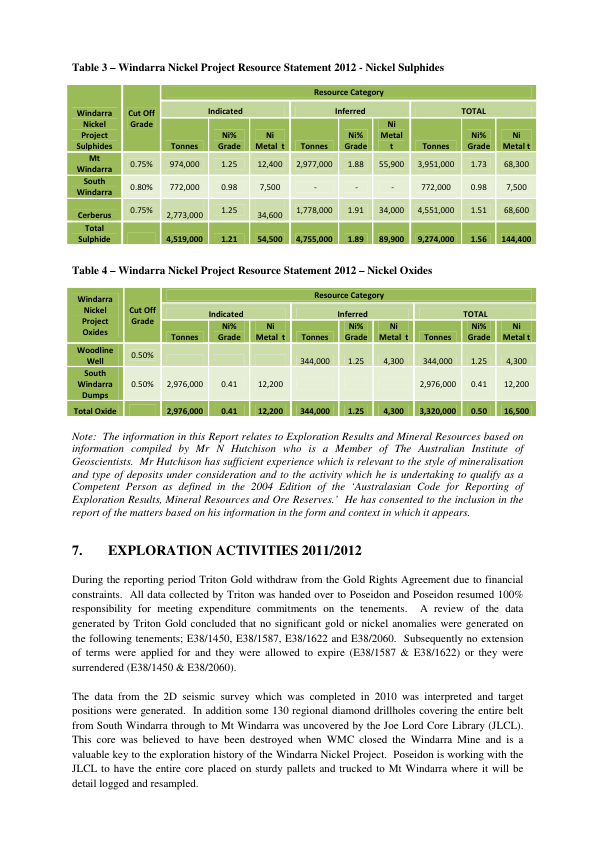 Table 3 – Windarra Nickel Project Resource Statement 2012 - Nickel Sulphides
Windarra Nickel Project Sulphides | Cut Off Grade | Resource Category
Indicated | Inferred | TOTAL
Tonnes | Ni% Grade | Ni Metal t | Tonnes | Ni% Grade | Ni Metal t | Tonnes | Ni% Grade | Ni Metal t
Mt Windarra | 0.75% | 974,000 | 1.25 | 12,400 | 2,977,000 | 1.88 | 55,900 | 3,951,000 | 1.73 | 68,300
South Windarra | 0.80% | 772,000 | 0.98 | 7,500 | - | - | - | 772,000 | 0.98 | 7,500
Cerberus | 0.75% | 2,773,000 | 1.25 | 34,600 | 1,778,000 | 1.91 | 34,000 | 4,551,000 | 1.51 | 68,600
Total Sulphide | 4,519,000 | 1.21 | 54,500 | 4,755,000 | 1.89 | 89,900 | 9,274,000 | 1.56 | 144,400
Table 4 – Windarra Nickel Project Resource Statement 2012 – Nickel Oxides
Windarra Nickel Project Oxides | Cut Off Grade | Resource Category
Indicated | Inferred | TOTAL
Tonnes | Ni% Grade | Ni Metal t | Tonnes | Ni% Grade | Ni Metal t | Tonnes | Ni% Grade | Ni Metal t
Woodline Well | 0.50% | 344,000 | 1.25 | 4,300 | 344,000 | 1.25 | 4,300
South Windarra Dumps | 0.50% | 2,976,000 | 0.41 | 12,200 | 2,976,000 | 0.41 | 12,200
Total Oxide | 2,976,000 | 0.41 | 12,200 | 344,000 | 1.25 | 4,300 | 3,320,000 | 0.50 | 16,500
Note: The information in this Report relates to Exploration Results and Mineral Resources based on
information compiled by Mr N Hutchison who is a Member of The Australian Institute of
Geoscientists. Mr Hutchison has sufficient experience which is relevant to the style of mineralisation
and type of deposits under consideration and to the activity which he is undertaking to qualify as a
Competent Person as defined in the 2004 Edition of the ‘Australasian Code for Reporting of
Exploration Results, Mineral Resources and Ore Reserves.’ He has consented to the inclusion in the
report of the matters based on his information in the form and context in which it appears.
7. EXPLORATION ACTIVITIES 2011/2012
During the reporting period Triton Gold withdraw from the Gold Rights Agreement due to financial
constraints. All data collected by Triton was handed over to Poseidon and Poseidon resumed 100%
responsibility for meeting expenditure commitments on the tenements. A review of the data
generated by Triton Gold concluded that no significant gold or nickel anomalies were generated on
the following tenements; E38/1450, E38/1587, E38/1622 and E38/2060. Subsequently no extension
of terms were applied for and they were allowed to expire (E38/1587 & E38/1622) or they were
surrendered (E38/1450 & E38/2060).
The data from the 2D seismic survey which was completed in 2010 was interpreted and target
positions were generated. In addition some 130 regional diamond drillholes covering the entire belt
from South Windarra through to Mt Windarra was uncovered by the Joe Lord Core Library (JLCL).
This core was believed to have been destroyed when WMC closed the Windarra Mine and is a
valuable key to the exploration history of the Windarra Nickel Project. Poseidon is working with the
JLCL to have the entire core placed on sturdy pallets and trucked to Mt Windarra where it will be
detail logged and resampled.